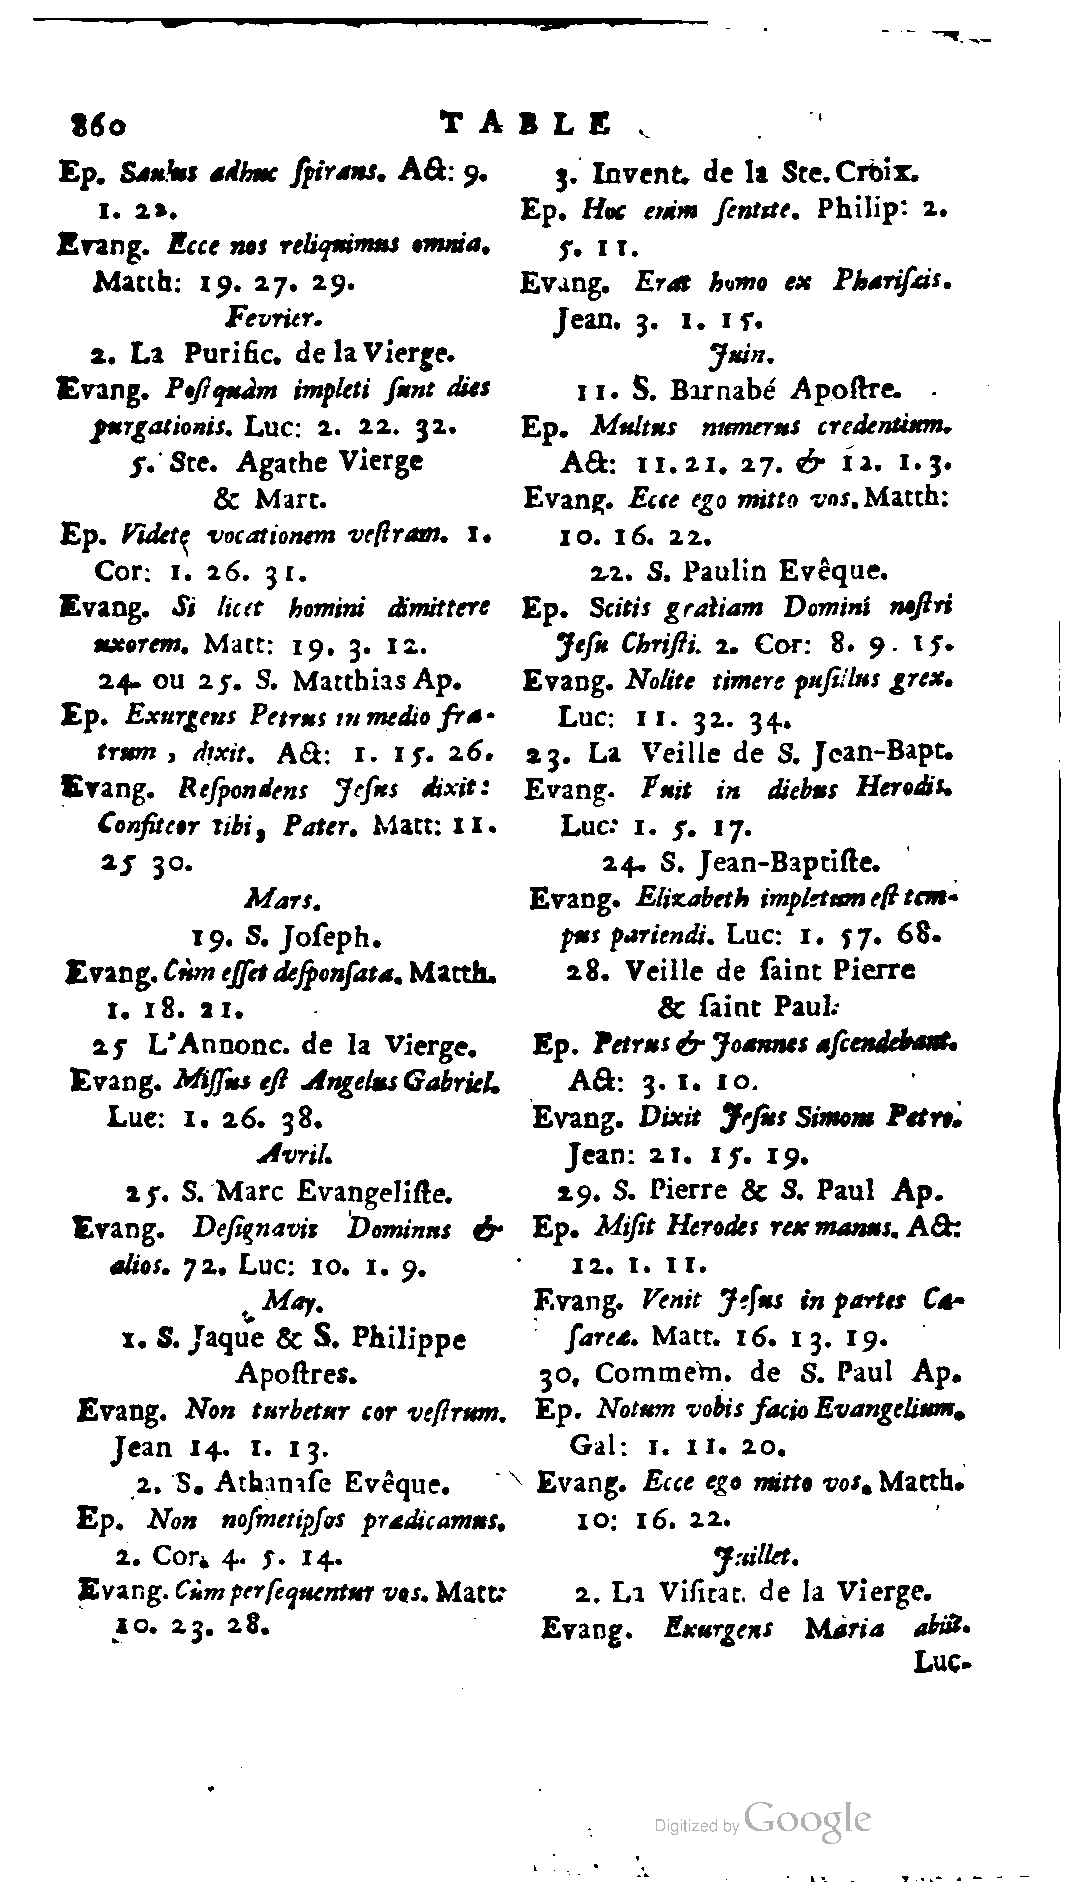 860 TABLE
Ep. Saulus adhuc ſpirans. Act: 9.
1. 22.
Evang. Ecce nos reliquimus omnia.
Matth: 19. 27. 29.
Fevrier.
2. La Purific. de la Vierge.
Evang. Poſtquàm impleti ſunt dies
purgationis. Luc: 2. 22. 32.
5. Ste. Agathe Vierge
& Mart.
Ep. Videte vocationem veſtram. 1.
Cor: 1. 26. 31.
Evang. Si licet homini dimittere
uxorem. Matt: 19. 3. 12.
24. ou 25. S. Matthias Ap.
Ep. Exurgens Petrus in medio fra-
trum, dixit. Act: 1. 15. 26.
Evang. Reſpondens Jeſus dixit:
Confiteor tibi, Pater. Matt: 11.
25 30.
Mars.
19. S. Joſeph.
Evang. Cùm eſſet deſponſata. Matth.
1. 18. 21.
25 L'Annonc. de la Vierge.
Evang. Miſſus eſt Angelus Gabriel.
Lue: 1. 26. 38.
Avril.
25. S. Marc Evangeliſte.
Evang. Deſignavit Dominus &
alios. 72. Luc: 10. 1. 9.
May.
1. S. Jaque & S. Philippe
Apoſtres.
Evang. Non turbetur cor veſtrum.
Jean 14. 1. 13.
2. S. Athanaſe Evêque.
Ep. Non noſmetipſos prædicamus.
2. Cor. 4. 5. 14.
Evang. Cùm perſequentur vos. Matt:
10. 23. 28.
3. Invent. de la Ste. Croix.
Ep. Hoc enim ſentite. Philip: 2.
5. 11.
Evang. Erat homo ex Phariſæis.
Jean. 3. 1. 15.
Juin.
11. S. Barnabé Apoſtre.
Ep. Multus numerus credentium.
Act: 11. 21. 27. & 12. 1. 3.
Evang. Ecce ego mitto vos. Matth:
10. 16. 22.
22. S. Paulin Evêque.
Ep. Scitis gratiam Domini noſtri
Jeſu Chriſti. 2. Cor: 8. 9. 15.
Evang. Nolite timere puſillus grex.
Luc: 11. 32. 34.
23. La Veille de S. Jean-Bapt.
Evang. Fuit in diebus Herodis.
Luc: 1. 5. 17.
24. S. Jean-Baptiſte.
Evang. Elizabeth impletum eſt tem-
pus pariendi. Luc: 1. 57. 68.
28. Veille de ſaint Pierre
& ſaint Paul.
Ep. Petrus & Joannes aſcendebant.
Act: 3. 1. 10.
Evang. Dixit Jeſus Simoni Petro.
Jean: 21. 15. 19.
29. S. Pierre & S. Paul Ap.
Ep. Miſit Herodes rex manus. Act:
12. 1. 11.
Evang. Venit Jeſus in partes Cæ-
ſareæ. Matt. 16. 13. 19.
30, Commem. de S. Paul Ap.
Ep. Notum vobis facio Evangelium.
Gal: 1. 11. 20.
Evang. Ecce ego mitto vos. Matth.
10: 16. 22.
Juillet.
2. La Viſitat. de la Vierge.
Evang. Exurgens Maria abiit.
Luc.
Digitized by Google